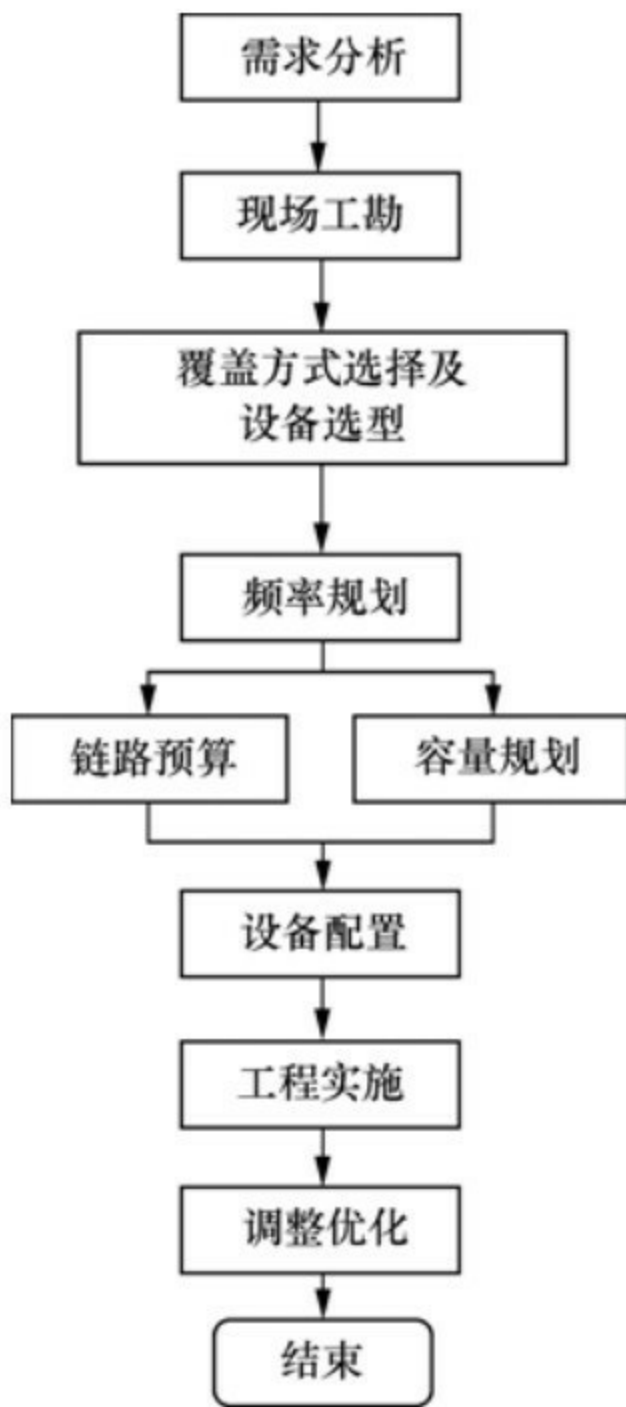 需求分析
现场工勘
覆盖方式选择及
设备选型
频率规划
链路预算
容量规划
设备配置
工程实施
调整优化
结束